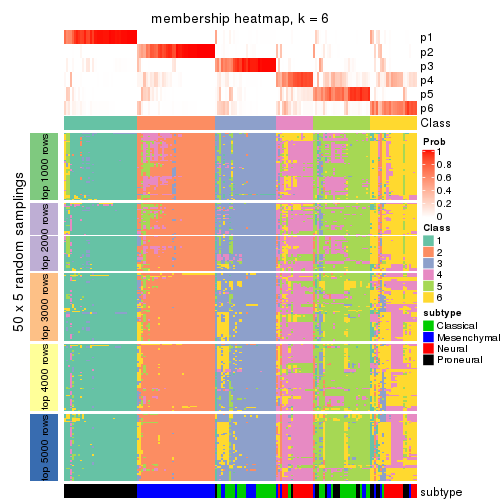 membership heatmap, k = 6
p1
p2
p3
p4
p5
p6
Class
50 x 5 random samplings
top 1000 rows
top 2000 rows
top 3000 rows
top 4000 rows
top 5000 rows
subtype
Prob
1
0.8
0.6
0.4
0.2
0
Class
1
2
3
4
5
6
subtype
Classical
Mesenchymal
Neural
Proneural